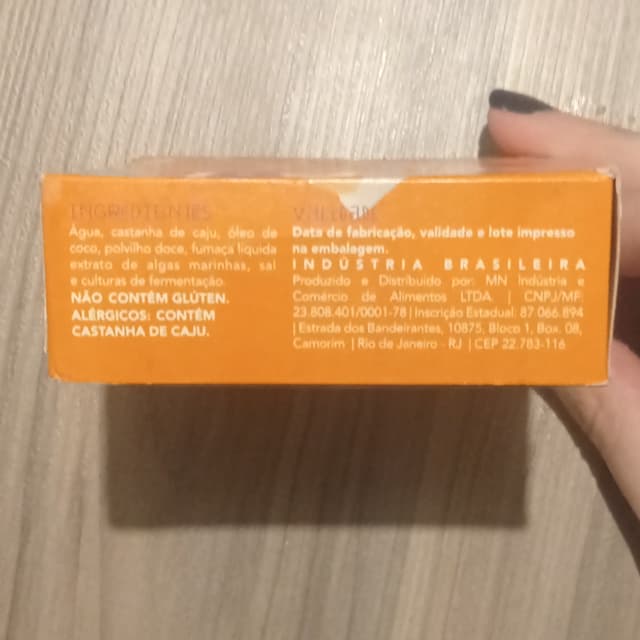 INGREDIENTES
Água, castanha de caju, óleo de
coco, polvilho doce, fumaça líquida
extrato de algas marinhas, sal
e culturas de fermentação.
NÃO CONTÉM GLÚTEN.
ALÉRGICOS: CONTÉM
CASTANHA DE CAJU.
VALIDADE
Data de fabricação, validade e lote impresso
na embalagem.
INDÚSTRIA BRASILEIRA
Produzido e Distribuído por: MN Indústria e
Comércio de Alimentos LTDA. | CNPJ/MF:
23.808.401/0001-78 | Inscrição Estadual: 87.066.894
| Estrada dos Bandeirantes, 10875, Bloco 1, Box. 08,
Camorim | Rio de Janeiro - RJ | CEP 22.783-116